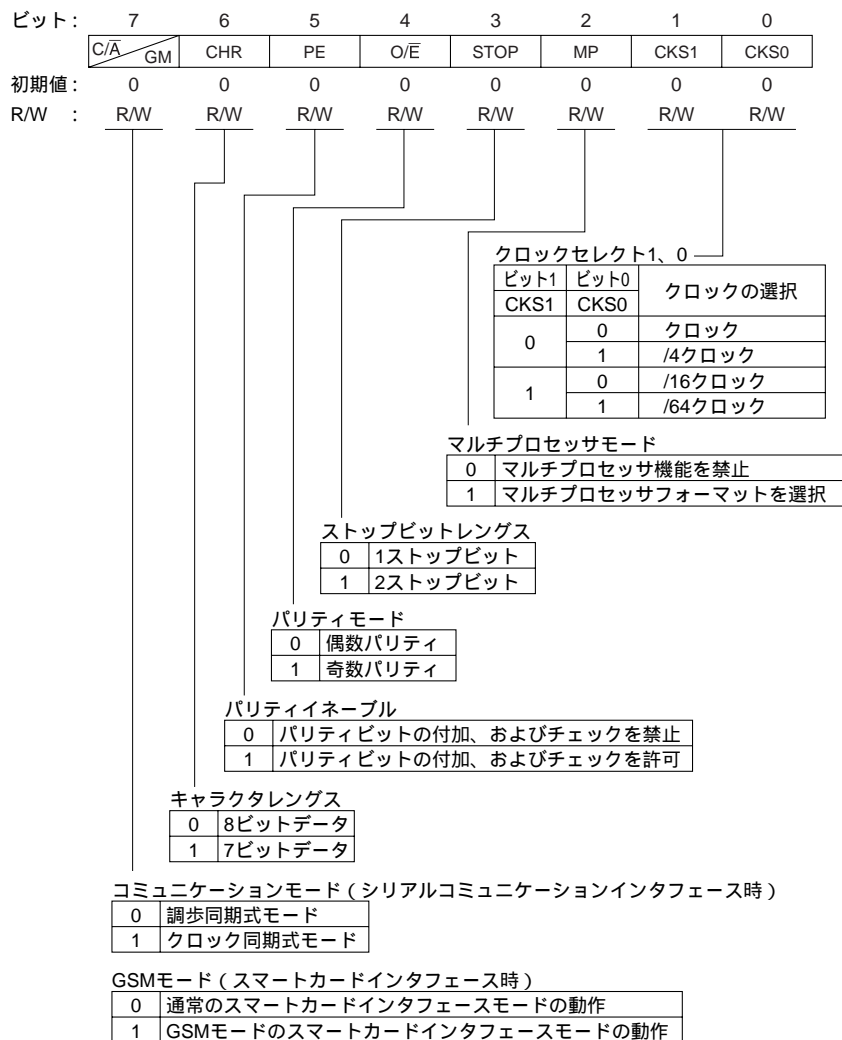 ビット: 7 6 5 4 3 2 1 0
C/A̅ GM CHR PE O/E̅ STOP MP CKS1 CKS0
初期値: 0 0 0 0 0 0 0 0
R/W : R/W R/W R/W R/W R/W R/W R/W R/W
クロックセレクト1、0
ビット1 ビット0 クロックの選択
CKS1 CKS0
0 0 クロック
1 /4クロック
1 0 /16クロック
1 /64クロック
マルチプロセッサモード
0 マルチプロセッサ機能を禁止
1 マルチプロセッサフォーマットを選択
ストップビットレングス
0 1ストップビット
1 2ストップビット
パリティモード
0 偶数パリティ
1 奇数パリティ
パリティイネーブル
0 パリティビットの付加、およびチェックを禁止
1 パリティビットの付加、およびチェックを許可
キャラクタレングス
0 8ビットデータ
1 7ビットデータ
コミュニケーションモード(シリアルコミュニケーションインタフェース時)
0 調歩同期式モード
1 クロック同期式モード
GSMモード(スマートカードインタフェース時)
0 通常のスマートカードインタフェースモードの動作
1 GSMモードのスマートカードインタフェースモードの動作